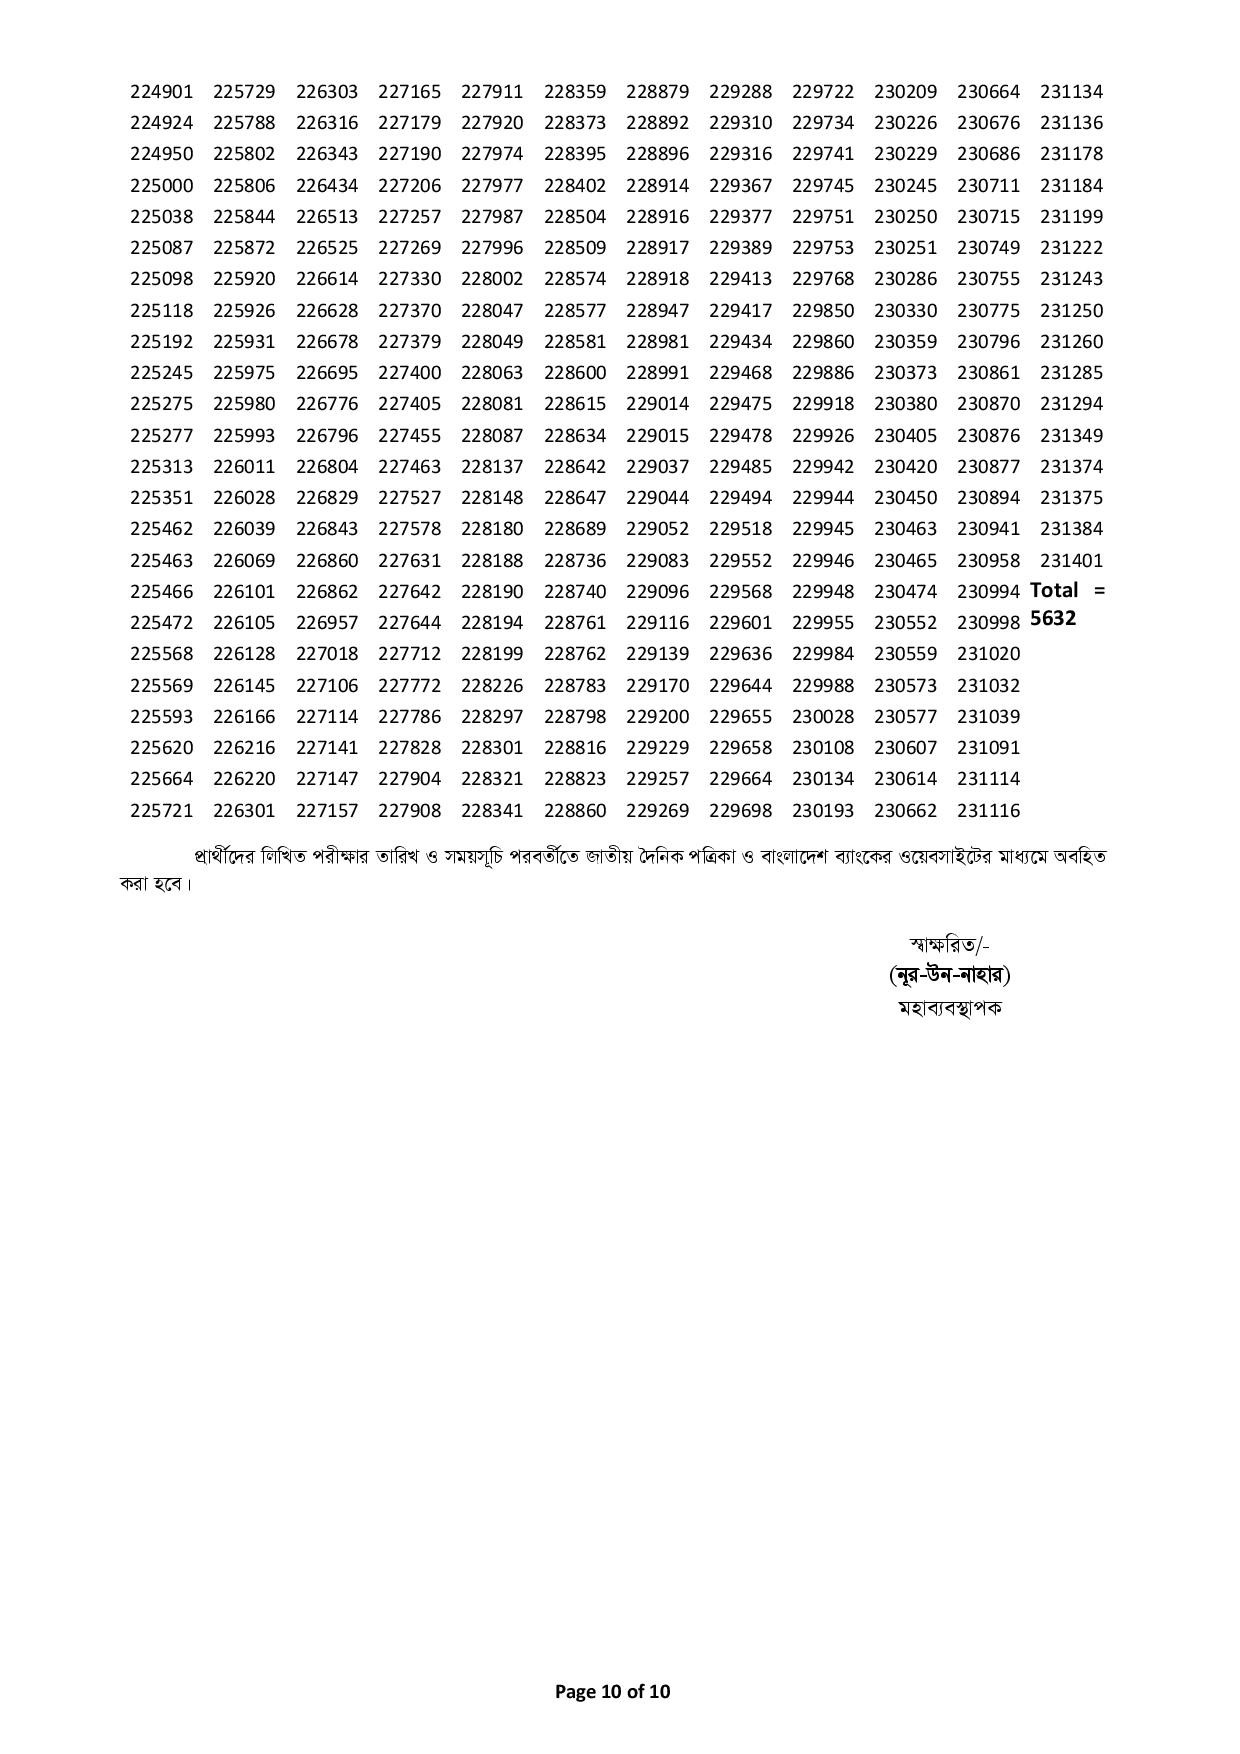 224901 225729 226303 227165 227911 228359 228879 229288 229722 230209 230664 231134
224924 225788 226316 227179 227920 228373 228892 229310 229734 230226 230676 231136
224950 225802 226343 227190 227974 228395 228896 229316 229741 230229 230686 231178
225000 225806 226434 227206 227977 228402 228914 229367 229745 230245 230711 231184
225038 225844 226513 227257 227987 228504 228916 229377 229751 230250 230715 231199
225087 225872 226525 227269 227996 228509 228917 229389 229753 230251 230749 231222
225098 225920 226614 227330 228002 228574 228918 229413 229768 230286 230755 231243
225118 225926 226628 227370 228047 228577 228947 229417 229850 230330 230775 231250
225192 225931 226678 227379 228049 228581 228981 229434 229860 230359 230796 231260
225245 225975 226695 227400 228063 228600 228991 229468 229886 230373 230861 231285
225275 225980 226776 227405 228081 228615 229014 229475 229918 230380 230870 231294
225277 225993 226796 227455 228087 228634 229015 229478 229926 230405 230876 231349
225313 226011 226804 227463 228137 228642 229037 229485 229942 230420 230877 231374
225351 226028 226829 227527 228148 228647 229044 229494 229944 230450 230894 231375
225462 226039 226843 227578 228180 228689 229052 229518 229945 230463 230941 231384
225463 226069 226860 227631 228188 228736 229083 229552 229946 230465 230958 231401
225466 226101 226862 227642 228190 228740 229096 229568 229948 230474 230994 Total =
225472 226105 226957 227644 228194 228761 229116 229601 229955 230552 230998 5632
225568 226128 227018 227712 228199 228762 229139 229636 229984 230559 231020
225569 226145 227106 227772 228226 228783 229170 229644 229988 230573 231032
225593 226166 227114 227786 228297 228798 229200 229655 230028 230577 231039
225620 226216 227141 227828 228301 228816 229229 229658 230108 230607 231091
225664 226220 227147 227904 228321 228823 229257 229664 230134 230614 231114
225721 226301 227157 227908 228341 228860 229269 229698 230193 230662 231116
প্রার্থীদের লিখিত পরীক্ষার তারিখ ও সময়সূচি পরবর্তীতে জাতীয় দৈনিক পত্রিকা ও বাংলাদেশ ব্যাংকের ওয়েবসাইটের মাধ্যমে অবহিত
করা হবে।
স্বাক্ষরিত/-
(নূর-উন-নাহার)
মহাব্যবস্থাপক
Page 10 of 10